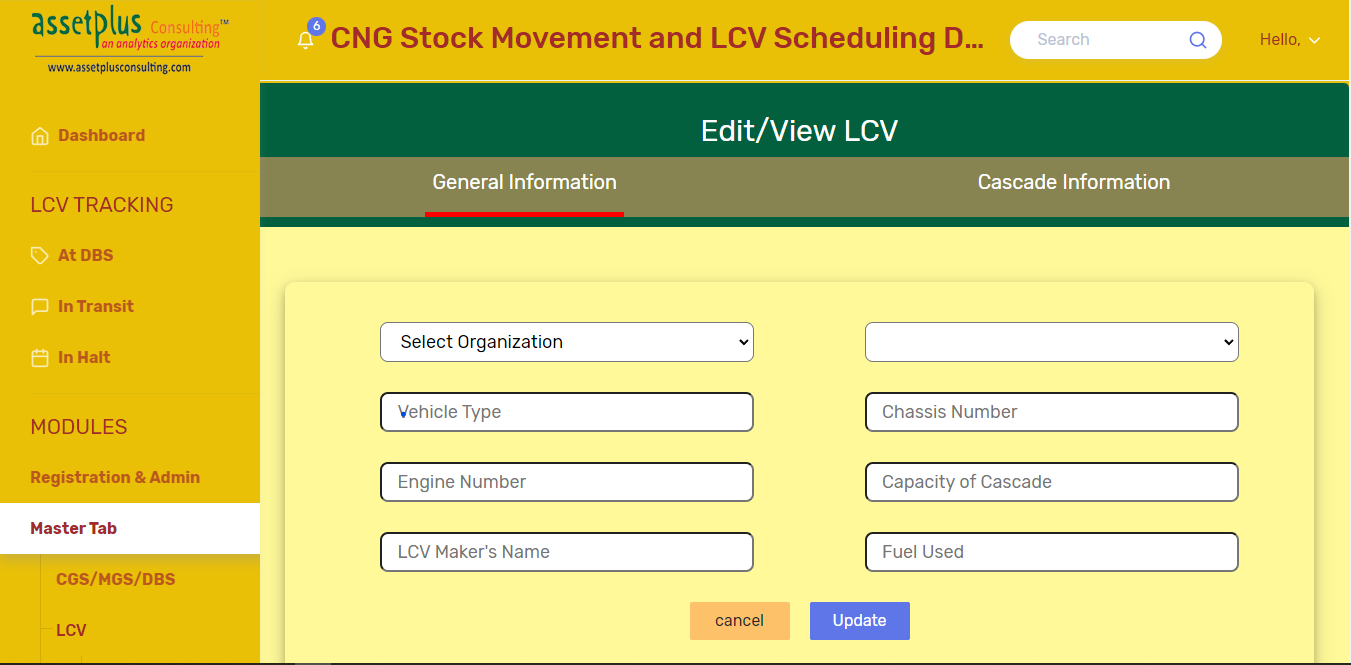 assetplus Consulting™
an analytics organization
www.assetplusconsulting.com
6
CNG Stock Movement and LCV Scheduling D...
Search
Hello,
Dashboard
LCV TRACKING
At DBS
In Transit
In Halt
MODULES
Registration & Admin
Master Tab
CGS/MGS/DBS
LCV
Edit/View LCV
General Information
Cascade Information
Select Organization
Vehicle Type
Chassis Number
Engine Number
Capacity of Cascade
LCV Maker's Name
Fuel Used
cancel
Update